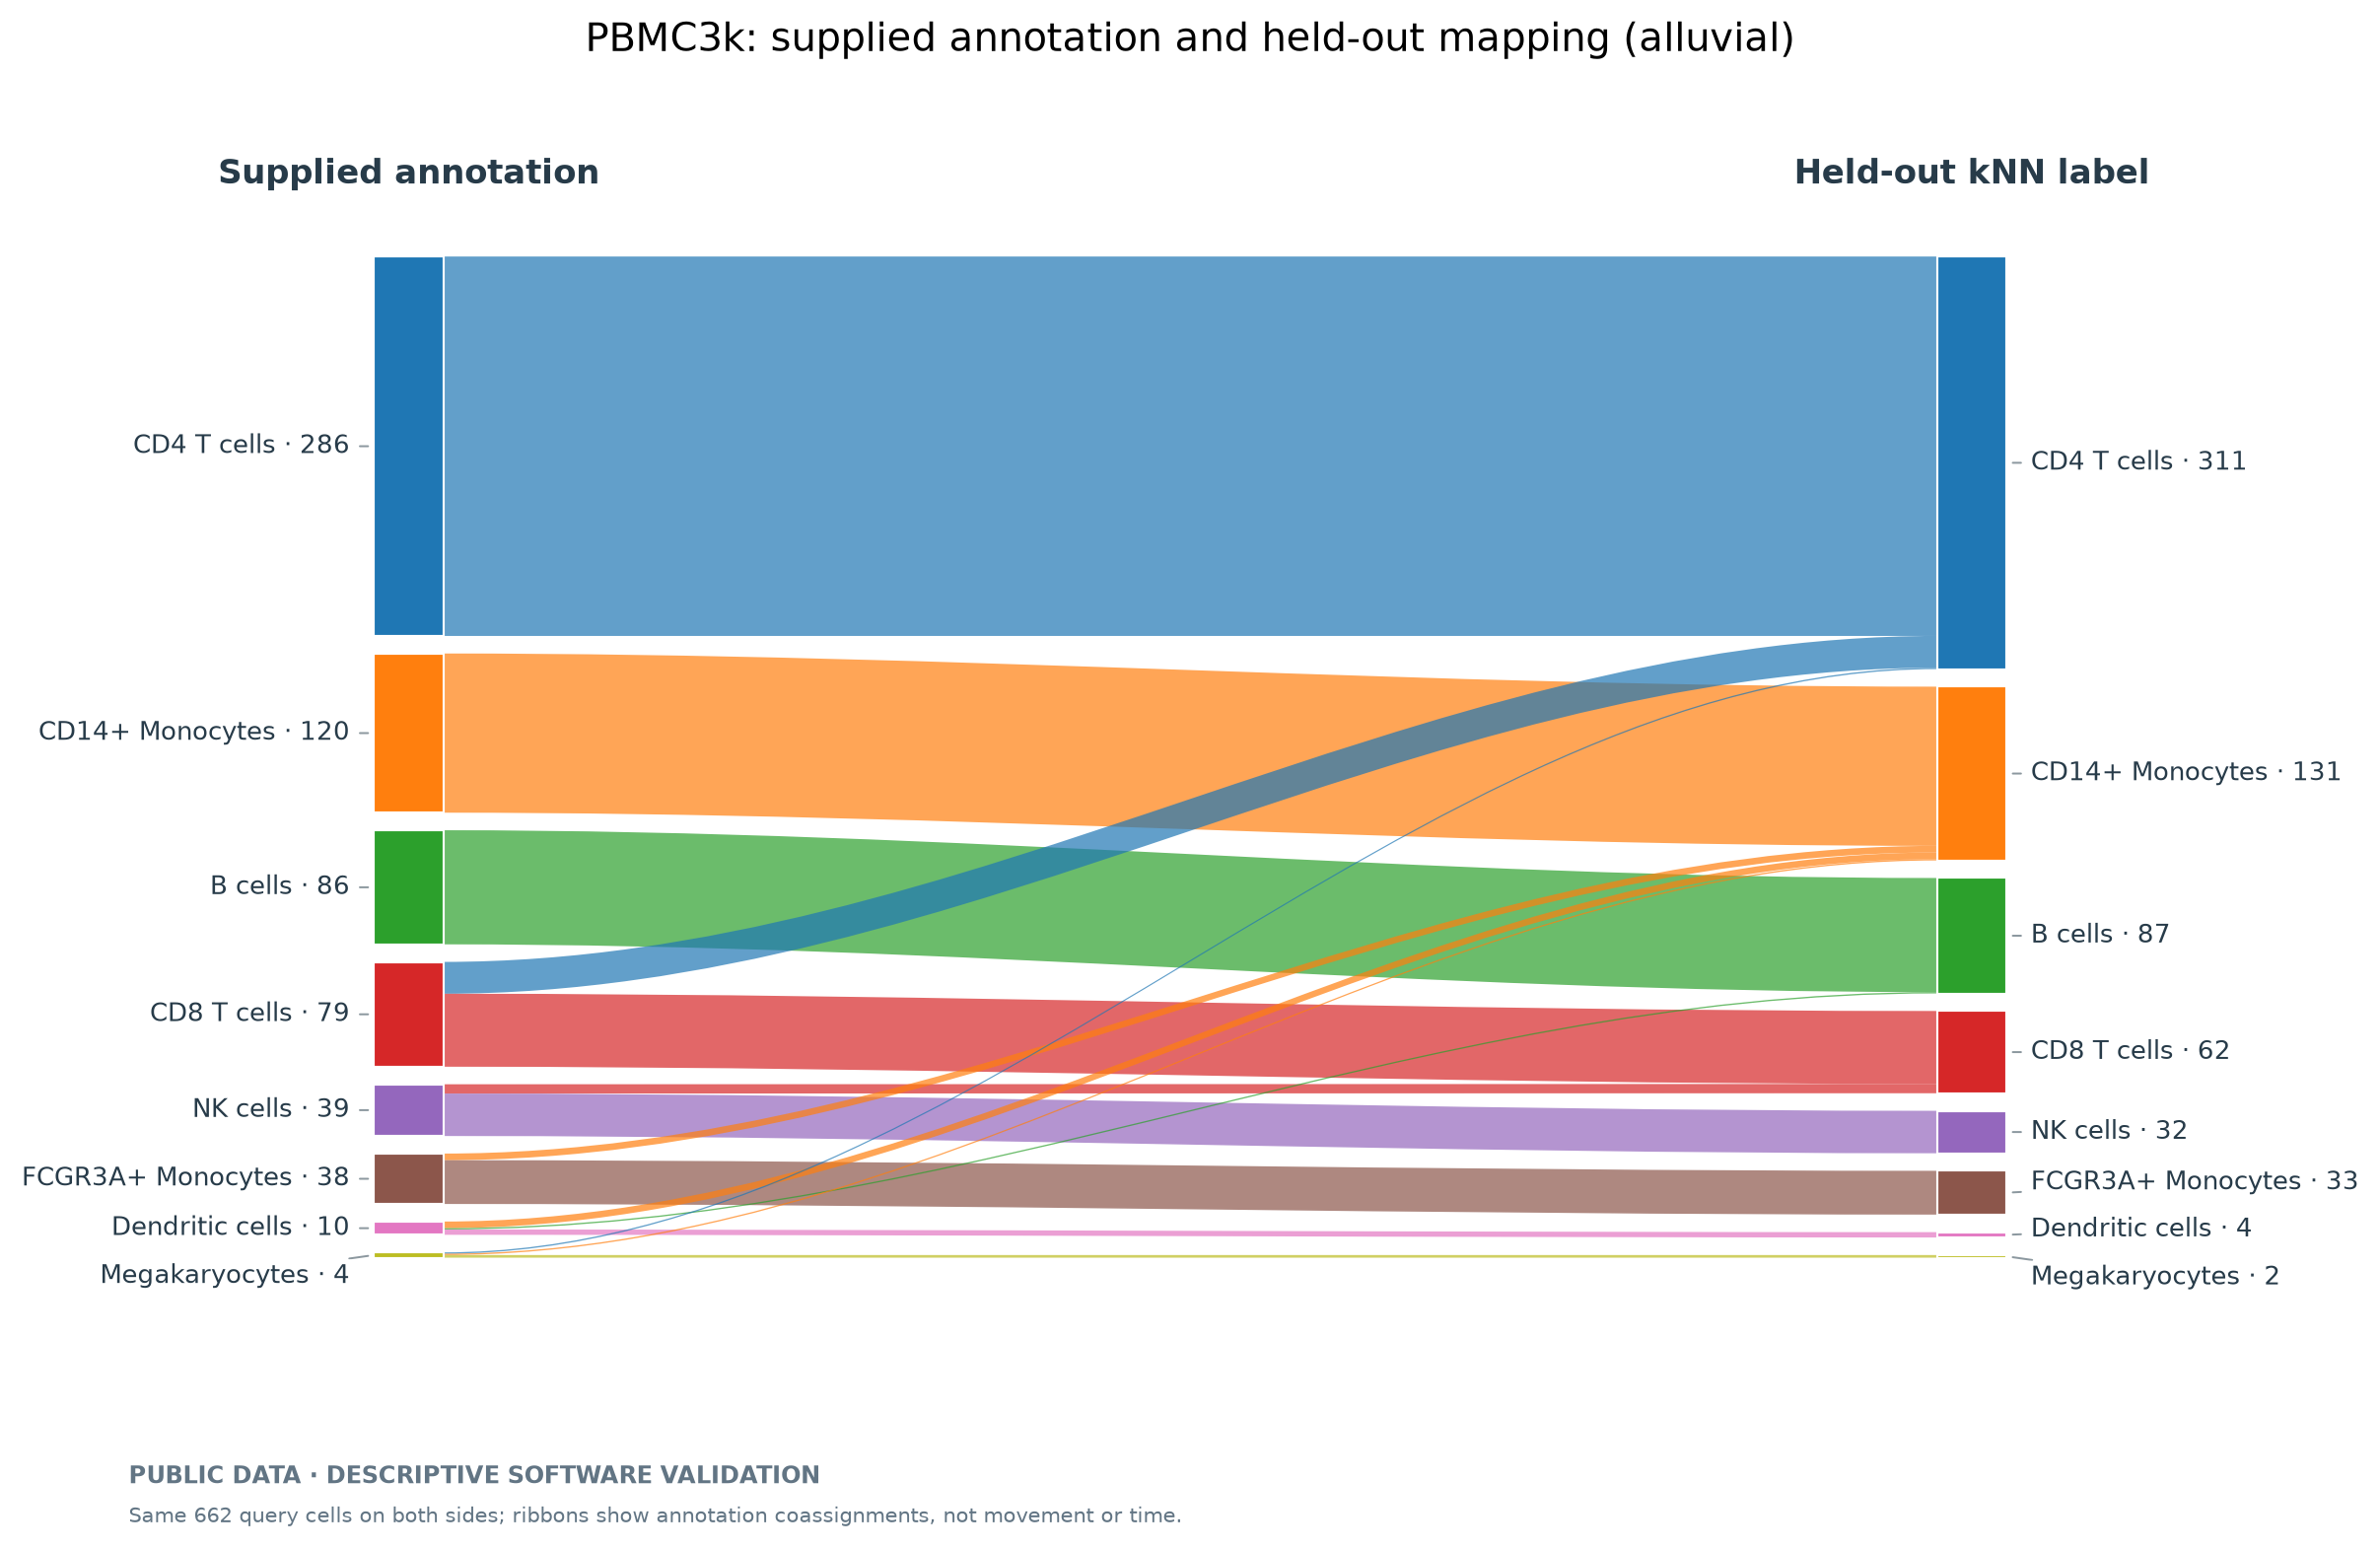 PBMC3k: supplied annotation and held-out mapping (alluvial)
Supplied annotation
Held-out kNN label
CD4 T cells · 286
CD14+ Monocytes · 120
B cells · 86
CD8 T cells · 79
NK cells · 39
FCGR3A+ Monocytes · 38
Dendritic cells · 10
Megakaryocytes · 4
CD4 T cells · 311
CD14+ Monocytes · 131
B cells · 87
CD8 T cells · 62
NK cells · 32
FCGR3A+ Monocytes · 33
Dendritic cells · 4
Megakaryocytes · 2
PUBLIC DATA · DESCRIPTIVE SOFTWARE VALIDATION
Same 662 query cells on both sides; ribbons show annotation coassignments, not movement or time.